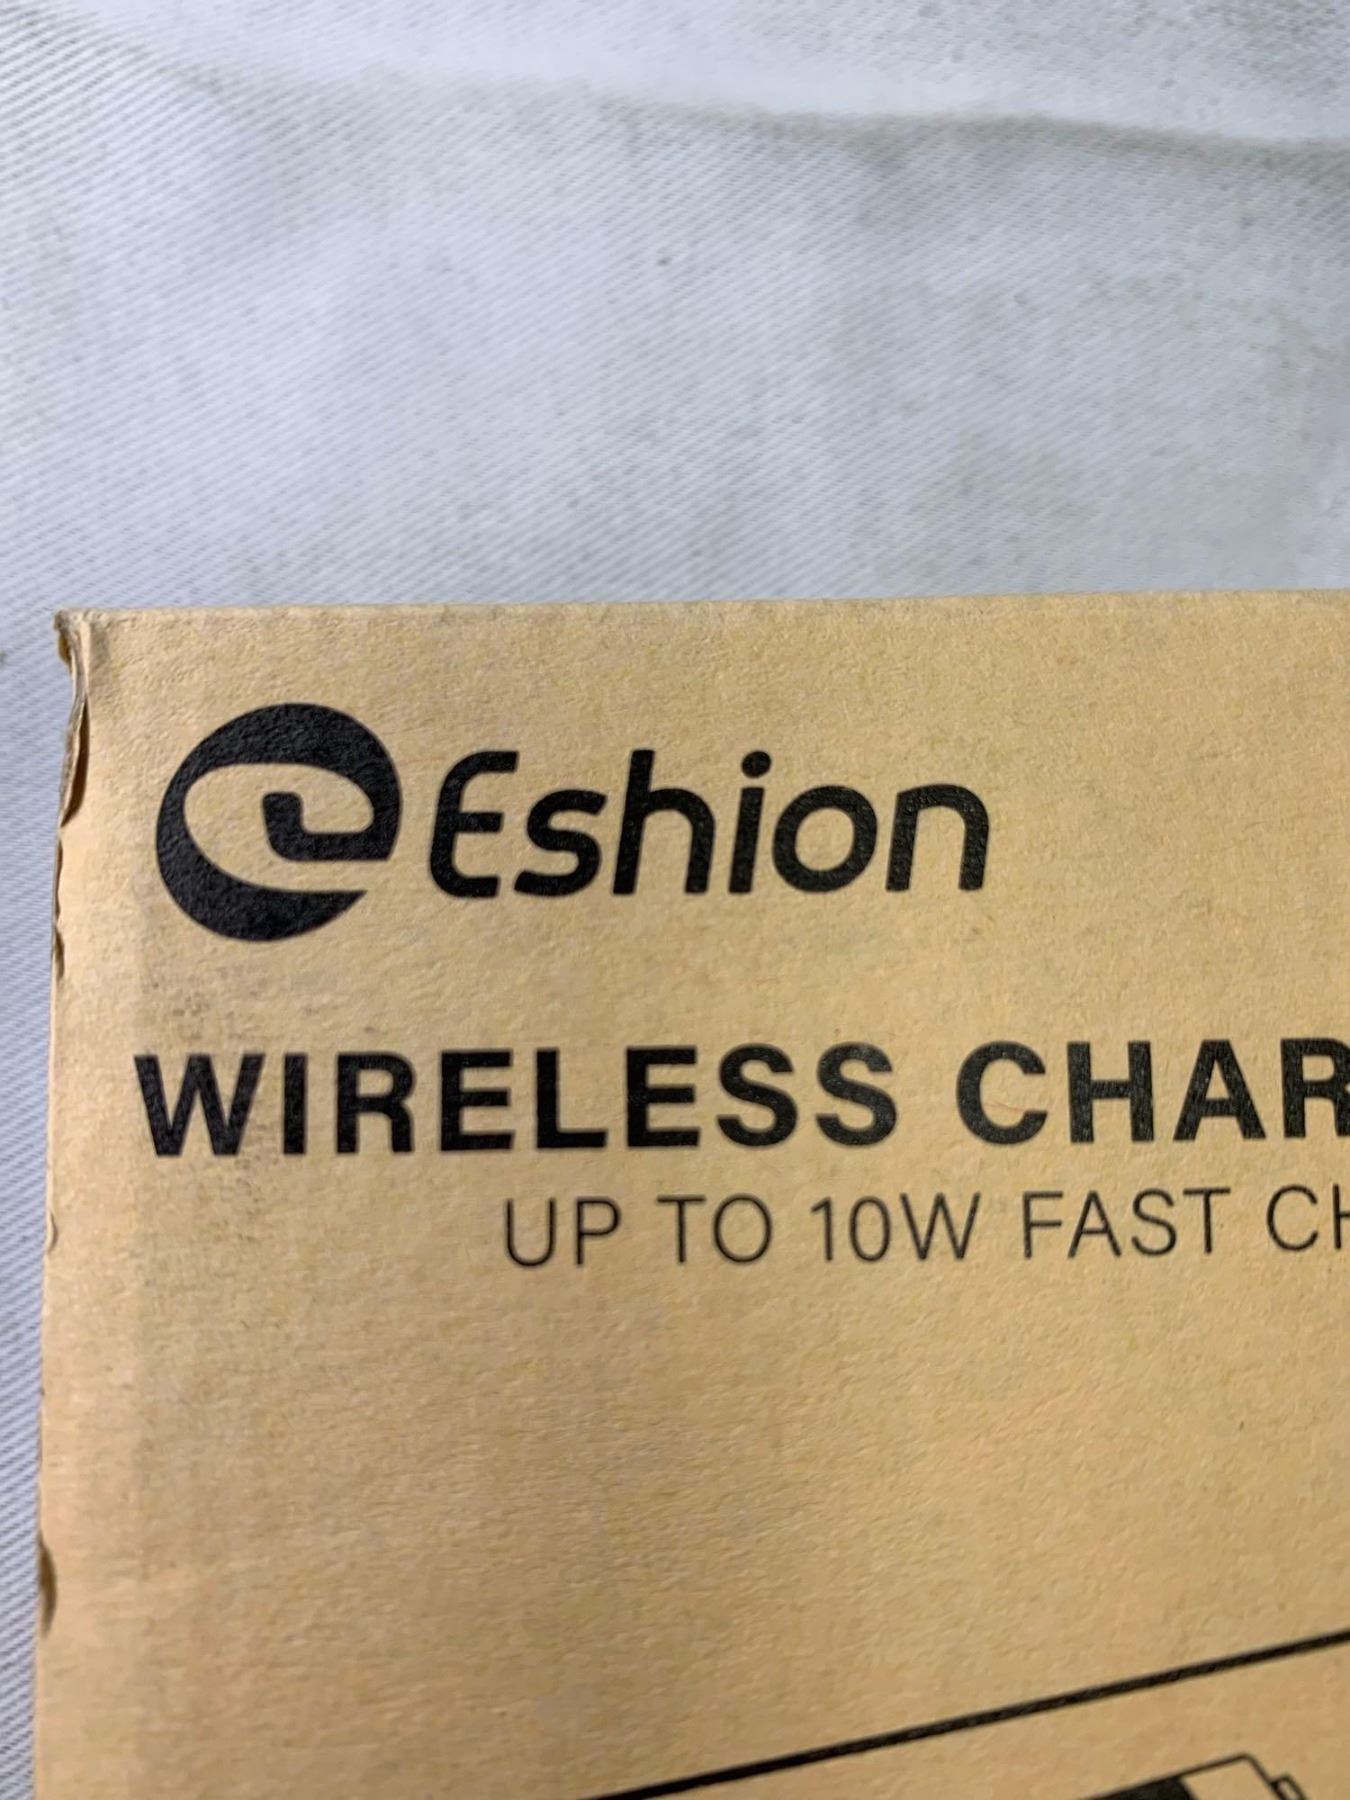 Eshion
WIRELESS CHAR
UP TO 10W FAST CH